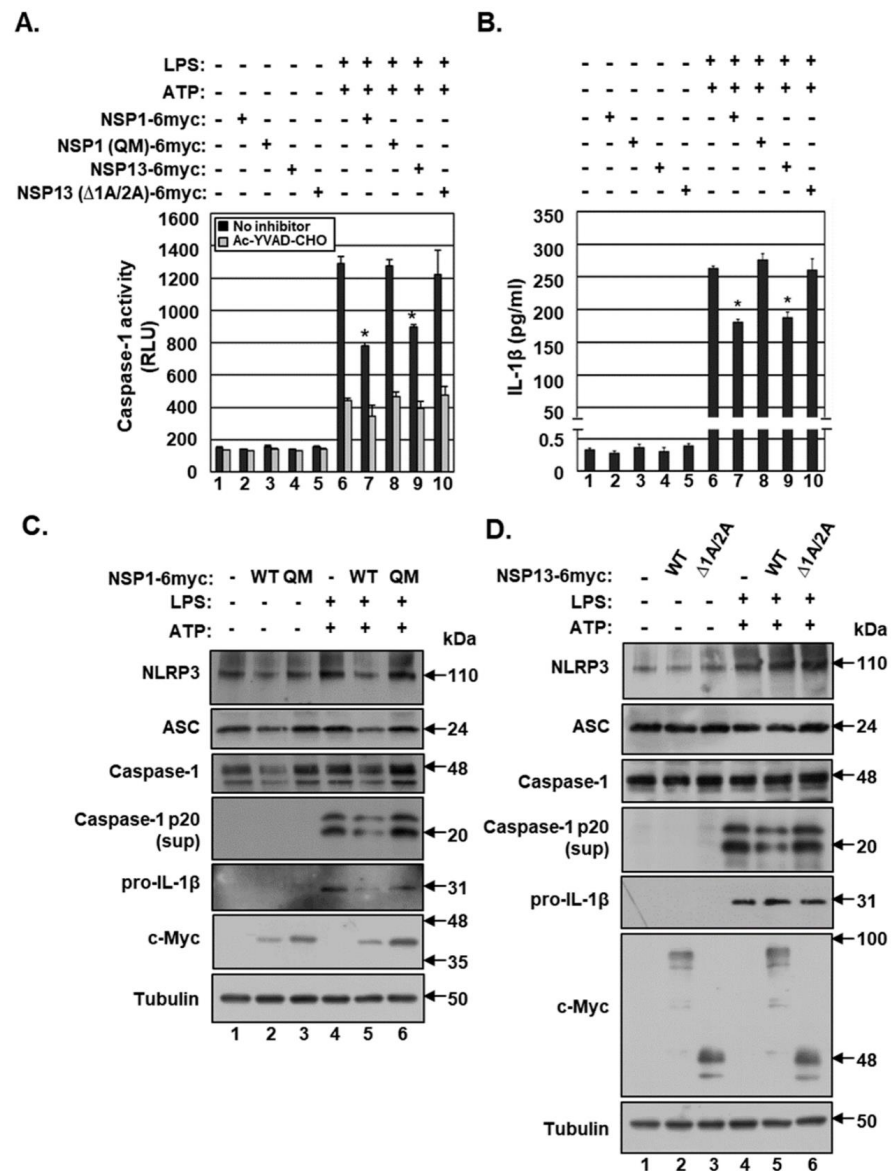 A.
LPS: - - - - - + + + + +
ATP: - - - - - + + + + +
NSP1-6myc: - + - - - - + - - -
NSP1 (QM)-6myc: - - + - - - - + - -
NSP13-6myc: - - - + - - - - + -
NSP13 (Δ1A/2A)-6myc: - - - - + - - - - +
Caspase-1 activity
(RLU)
1600
1400
1200
1000
800
600
400
200
0
No inhibitor
Ac-YVAD-CHO
* *
1 2 3 4 5 6 7 8 9 10
B.
- - - - - + + + + +
- - - - - + + + + +
- + - - - - + - - -
- - + - - - - + - -
- - - + - - - - + -
- - - - + - - - - +
IL-1β (pg/ml)
350
300
250
200
150
100
50
0.5
0
* *
1 2 3 4 5 6 7 8 9 10
C.
NSP1-6myc: - WT QM - WT QM
LPS: - - - + + +
ATP: - - - + + +
kDa
NLRP3 110
ASC 24
Caspase-1 48
Caspase-1 p20
(sup) 20
pro-IL-1β 31
48
c-Myc
35
Tubulin 50
1 2 3 4 5 6
D.
NSP13-6myc: - WT Δ1A/2A - WT Δ1A/2A
LPS: - - - + + +
ATP: - - - + + +
kDa
NLRP3 110
ASC 24
Caspase-1 48
Caspase-1 p20
(sup) 20
pro-IL-1β 31
100
c-Myc
48
Tubulin 50
1 2 3 4 5 6